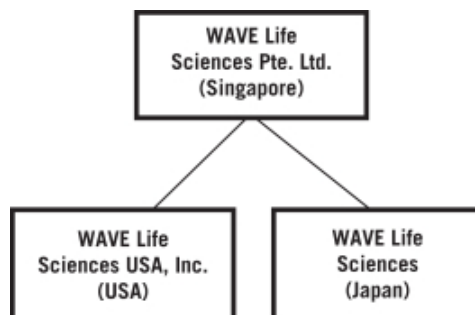 WAVE Life
Sciences Pte. Ltd.
(Singapore)
WAVE Life
Sciences USA, Inc.
(USA)
WAVE Life
Sciences
(Japan)